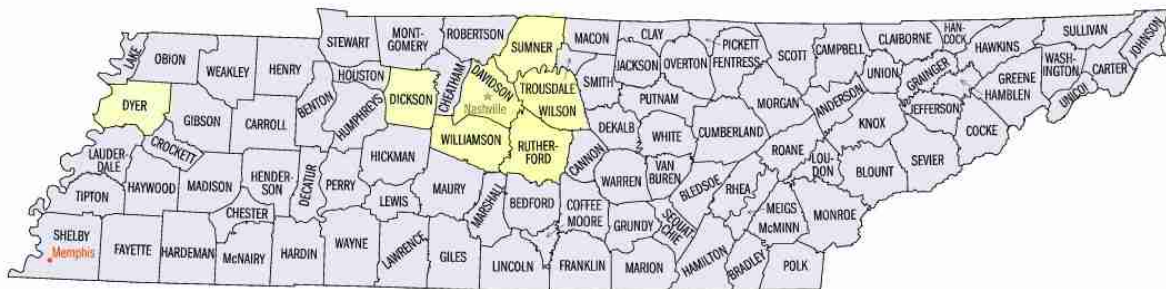 LAKE
OBION
WEAKLEY
HENRY
STEWART
MONT-
GOMERY
ROBERTSON
SUMNER
MACON
CLAY
PICKETT
FENTRESS
SCOTT
CAMPBELL
CLAIBORNE
HAN-
COCK
HAWKINS
SULLIVAN
JOHNSON
DYER
GIBSON
CARROLL
BENTON
HOUSTON
HUMPHREYS
DICKSON
CHEATHAM
DAVIDSON
Nashville
TROUSDALE
WILSON
SMITH
JACKSON
OVERTON
PUTNAM
MORGAN
ANDERSON
UNION
GRAINGER
HAMBLEN
GREENE
WASH-
INGTON
CARTER
UNICOI
LAUDER-
DALE
CROCKETT
WILLIAMSON
RUTHER-
FORD
CANNON
DEKALB
WHITE
CUMBERLAND
ROANE
LOU-
DON
KNOX
JEFFERSON
COCKE
SEVIER
BLOUNT
TIPTON
HAYWOOD
MADISON
HENDER-
SON
CHESTER
DECATUR
PERRY
HICKMAN
LEWIS
MAURY
MARSHALL
BEDFORD
COFFEE
MOORE
WARREN
VAN
BUREN
BLEDSOE
RHEA
MEIGS
McMINN
MONROE
SHELBY
Memphis
FAYETTE
HARDEMAN
McNAIRY
HARDIN
WAYNE
LAWRENCE
GILES
LINCOLN
FRANKLIN
GRUNDY
SEQUAT
CHIE
MARION
HAMILTON
BRADLEY
POLK